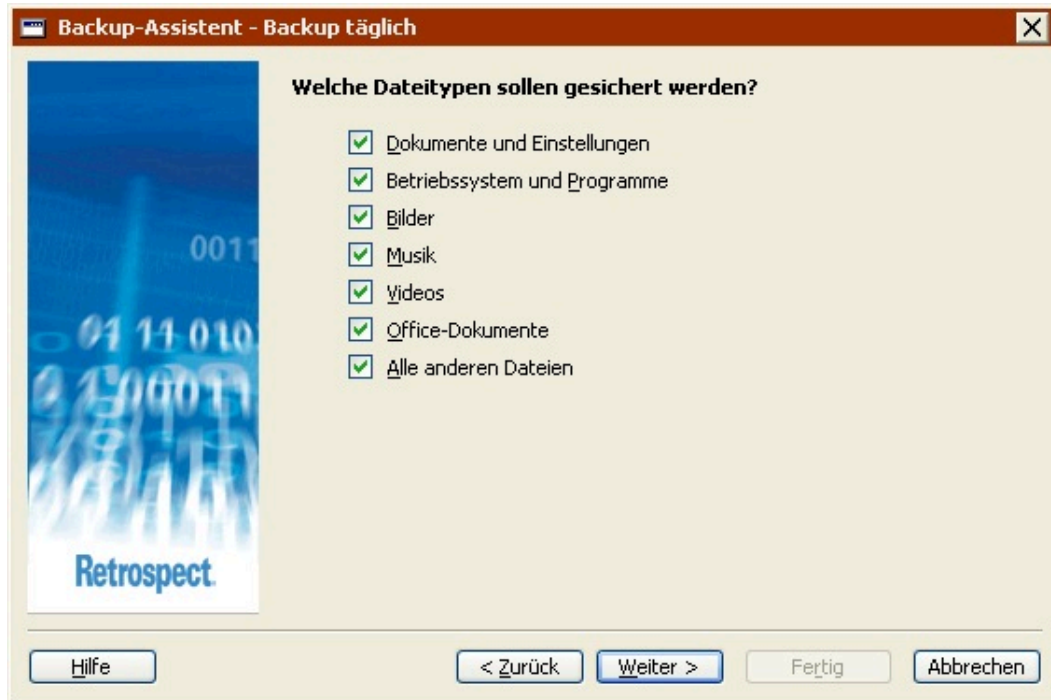 Backup-Assistent - Backup täglich
Welche Dateitypen sollen gesichert werden?
Dokumente und Einstellungen
Betriebssystem und Programme
Bilder
Musik
Videos
Office-Dokumente
Alle anderen Dateien
0011
01 11 010
Retrospect.
Hilfe
< Zurück
Weiter >
Fertig
Abbrechen